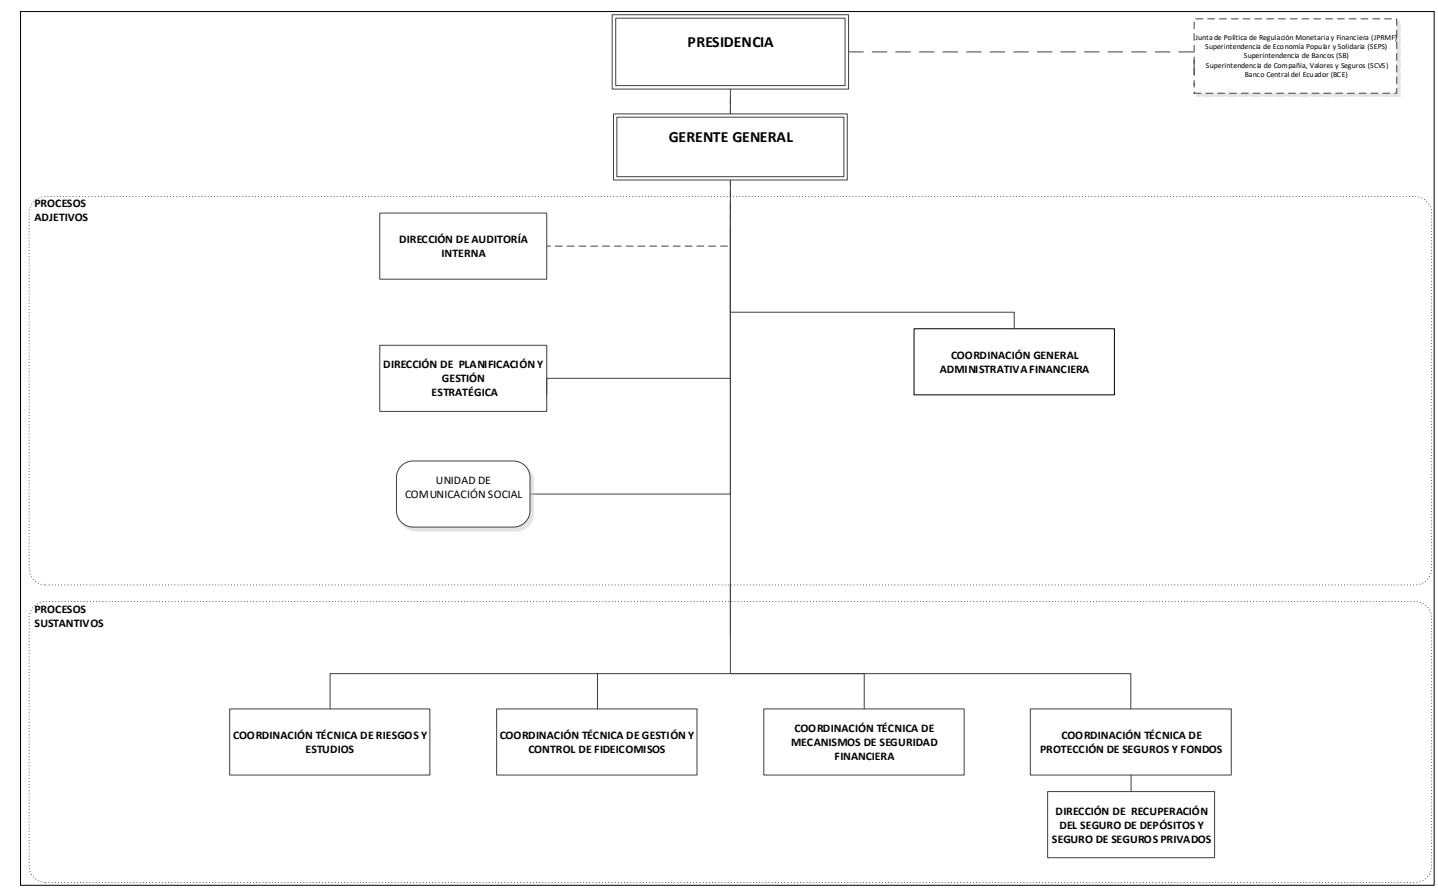 PRESIDENCIA
Junta de Política de Regulación Monetaria y Financiera (JPRMF)
Superintendencia de Economía Popular y Solidaria (SEPS)
Superintendencia de Bancos (SB)
Superintendencia de Compañía, Valores y Seguros (SCVS)
Banco Central del Ecuador (BCE)
GERENTE GENERAL
PROCESOS
ADJETIVOS
DIRECCIÓN DE AUDITORÍA
INTERNA
COORDINACIÓN GENERAL
ADMINISTRATIVA FINANCIERA
DIRECCIÓN DE PLANIFICACIÓN Y
GESTIÓN
ESTRATÉGICA
UNIDAD DE
COMUNICACIÓN SOCIAL
PROCESOS
SUSTANTIVOS
COORDINACIÓN TÉCNICA DE RIESGOS Y
ESTUDIOS
COORDINACIÓN TÉCNICA DE GESTIÓN Y
CONTROL DE FIDEICOMISOS
COORDINACIÓN TÉCNICA DE
MECANISMOS DE SEGURIDAD
FINANCIERA
COORDINACIÓN TÉCNICA DE
PROTECCIÓN DE SEGUROS Y FONDOS
DIRECCIÓN DE RECUPERACIÓN
DEL SEGURO DE DEPÓSITOS Y
SEGURO DE SEGUROS PRIVADOS